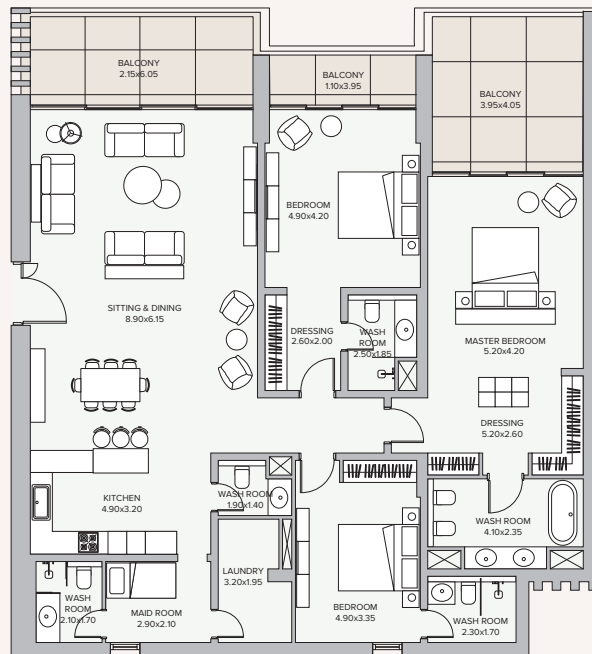 BALCONY
2.15x6.05
BALCONY
1.10x3.95
BALCONY
3.95x4.05
BEDROOM
4.90x4.20
SITTING & DINING
8.90x6.15
DRESSING
2.60x2.00
WASH
ROOM
2.50x1.85
MASTER BEDROOM
5.20x4.20
DRESSING
5.20x2.60
KITCHEN
4.90x3.20
WASH ROOM
1.90x1.40
WASH ROOM
4.10x2.35
LAUNDRY
3.20x1.95
WASH
ROOM
2.10x1.70
MAID ROOM
2.90x2.10
BEDROOM
4.90x3.35
WASH ROOM
2.30x1.70